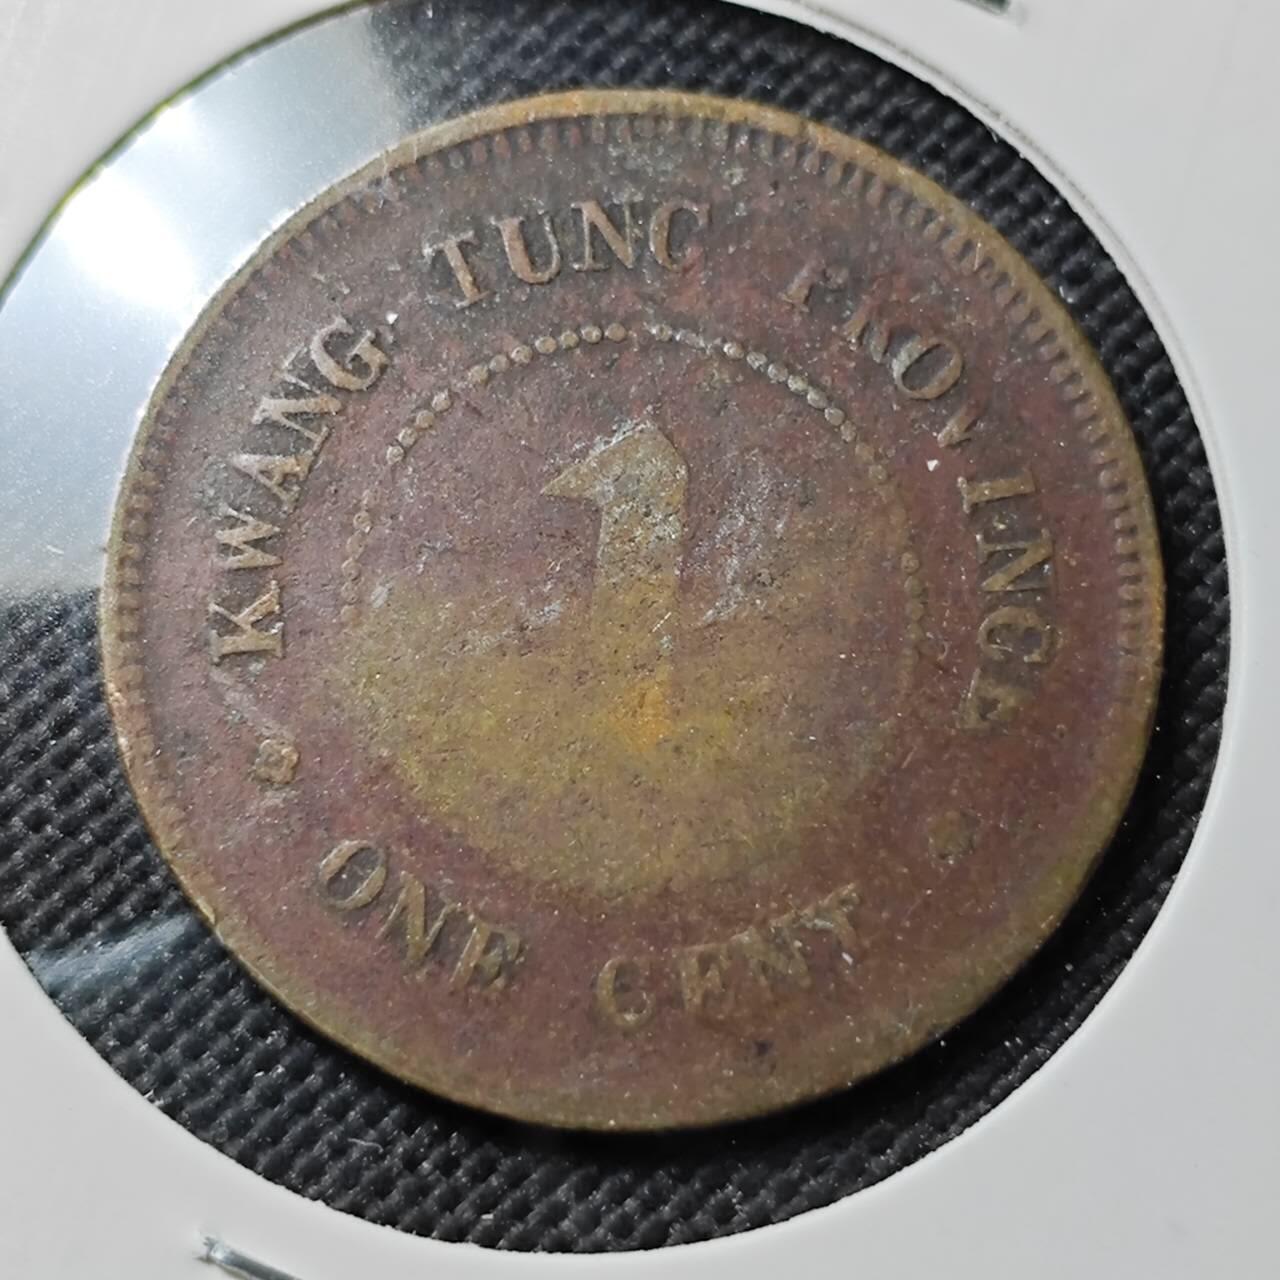 KWANG TUNG PROVINCE
1
ONE CENT